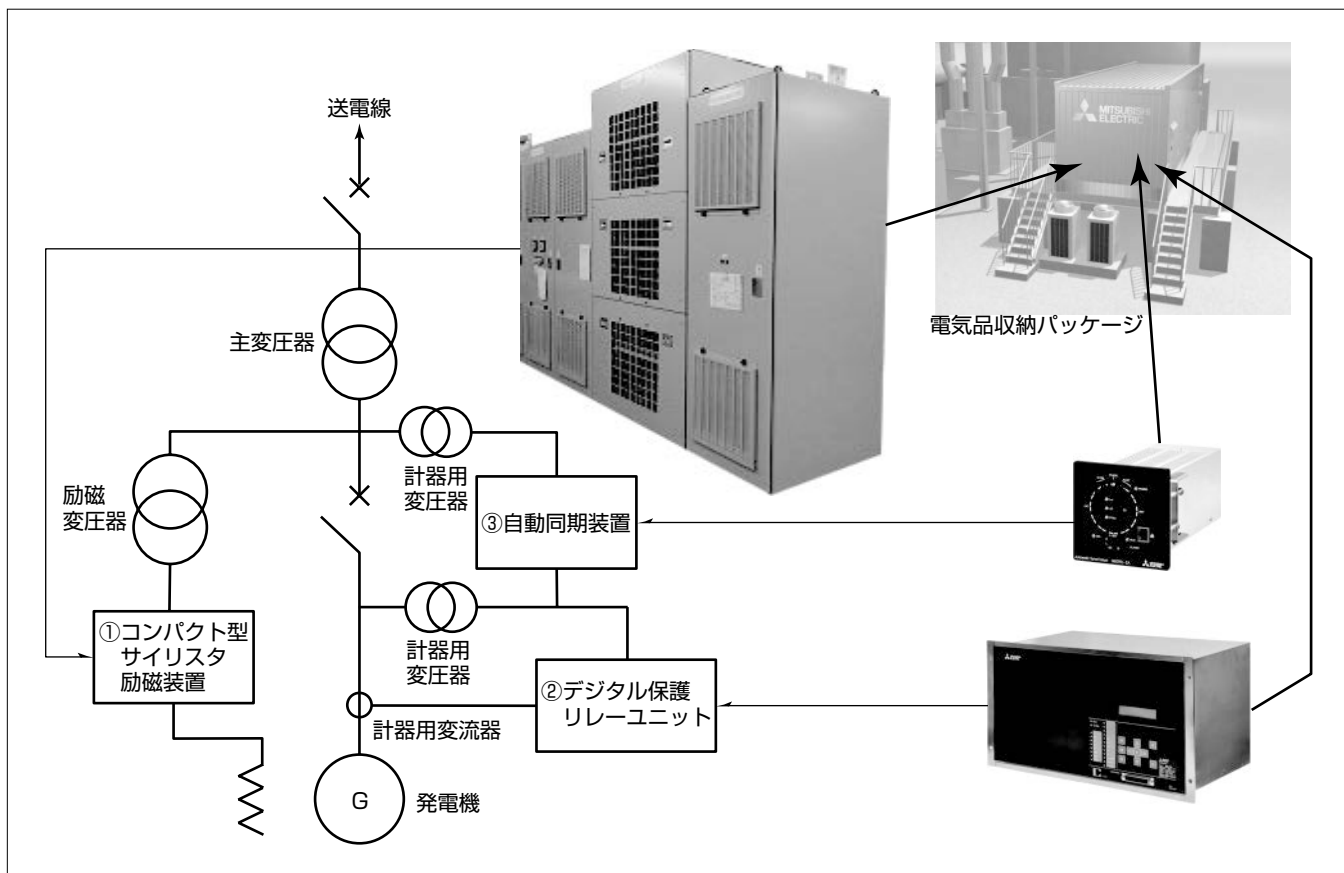 送電線
MITSUBISHI
ELECTRIC
電気品収納パッケージ
主変圧器
計器用
変圧器
励磁
変圧器
③自動同期装置
①コンパクト型
サイリスタ
励磁装置
計器用
変圧器
②デジタル保護
リレーユニット
計器用変流器
G
発電機